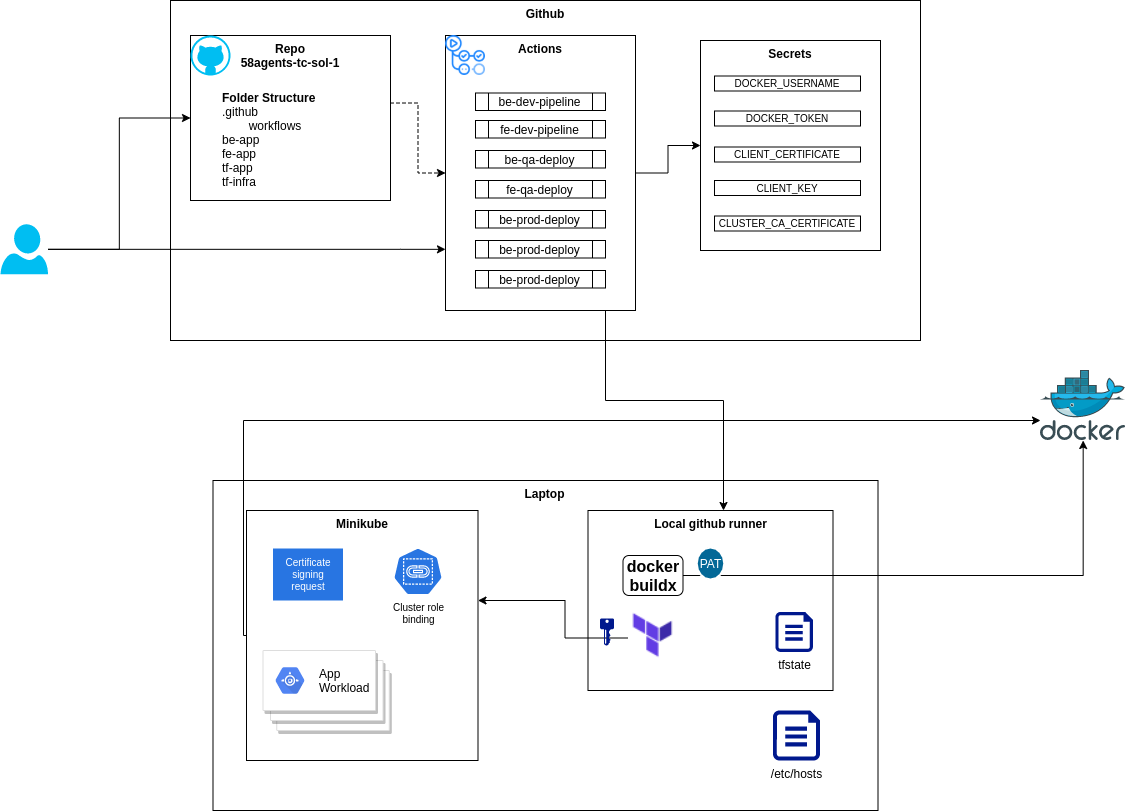 Github
Repo
58agents-tc-sol-1
Folder Structure
.github
workflows
be-app
fe-app
tf-app
tf-infra
Actions
be-dev-pipeline
fe-dev-pipeline
be-qa-deploy
fe-qa-deploy
be-prod-deploy
be-prod-deploy
be-prod-deploy
Secrets
DOCKER_USERNAME
DOCKER_TOKEN
CLIENT_CERTIFICATE
CLIENT_KEY
CLUSTER_CA_CERTIFICATE
docker
Laptop
Minikube
Certificate
signing
request
Cluster role
binding
App
Workload
Local github runner
docker
buildx
PAT
tfstate
/etc/hosts